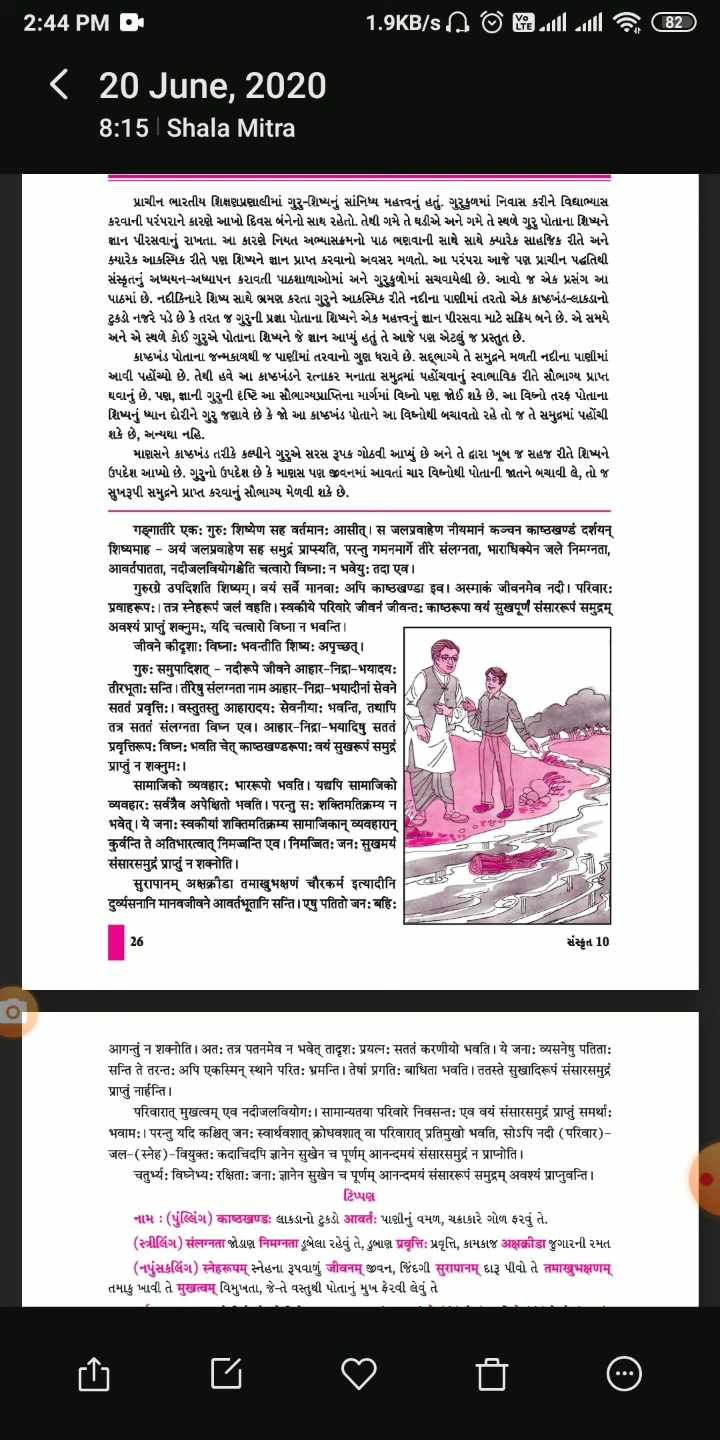 2:44 PM
1.9KB/s
Vo LTE
82
20 June, 2020
8:15 | Shala Mitra
પ્રાચીન ભારતીય શિક્ષણપ્રણાલીમાં ગુરુ-શિષ્યનું સાંનિધ્ય મહત્ત્વનું હતું. ગુરુકુળમાં નિવાસ કરીને વિદ્યાભ્યાસ
કરવાની પરંપરાને કારણે આખો દિવસ બંનેનો સાથ રહેતો. તેથી ગમે તે ઘડીએ અને ગમે તે સ્થળે ગુરુ પોતાના શિષ્યને
જ્ઞાન પીરસવાનું રાખતા. આ કારણે નિયત અભ્યાસક્રમનો પાઠ ભણવાની સાથે સાથે ક્યારેક સાહજિક રીતે અને
ક્યારેક આકસ્મિક રીતે પણ શિષ્યને જ્ઞાન પ્રાપ્ત કરવાનો અવસર મળતો. આ પરંપરા આજે પણ પ્રાચીન પદ્ધતિથી
સંસ્કૃતનું અધ્યયન-અધ્યાપન કરાવતી પાઠશાળાઓમાં અને ગુરુકુળોમાં સચવાયેલી છે. આવો જ એક પ્રસંગ આ
પાઠમાં છે. નદીકિનારે શિષ્ય સાથે ભ્રમણ કરતા ગુરુને આકસ્મિક રીતે નદીના પાણીમાં તરતો એક કાષ્ઠખંડ-લાકડાનો
ટુકડો નજરે પડે છે કે તરત જ ગુરુની પ્રજ્ઞા પોતાના શિષ્યને એક મહત્ત્વનું જ્ઞાન પીરસવા માટે સક્રિય બને છે. એ સમયે
અને એ સ્થળે કોઈ ગુરુએ પોતાના શિષ્યને જે જ્ઞાન આપ્યું હતું તે આજે પણ એટલું જ પ્રસ્તુત છે.
કાષ્ઠખંડ પોતાના જન્મકાળથી જ પાણીમાં તરવાનો ગુણ ધરાવે છે. સદ્દભાગ્યે તે સમુદ્રને મળતી નદીના પાણીમાં
આવી પહોંચ્યો છે. તેથી હવે આ કાષ્ઠખંડને રત્નાકર મનાતા સમુદ્રમાં પહોંચવાનું સ્વાભાવિક રીતે સૌભાગ્ય પ્રાપ્ત
થવાનું છે. પણ, જ્ઞાની ગુરુની દષ્ટિ આ સૌભાગ્યપ્રાપ્તિના માર્ગમાં વિઘ્નો પણ જોઈ શકે છે. આ વિઘ્નો તરફ પોતાના
શિષ્યનું ધ્યાન દોરીને ગુરુ જણાવે છે કે જો આ કાષ્ઠખંડ પોતાને આ વિઘ્નોથી બચાવતો રહે તો જ તે સમુદ્રમાં પહોંચી
શકે છે, અન્યથા નહિ.
માણસને કાષ્ઠખંડ તરીકે કલ્પીને ગુરુએ સરસ રૂપક ગોઠવી આપ્યું છે અને તે દ્વારા ખૂબ જ સહજ રીતે શિષ્યને
ઉપદેશ આપ્યો છે. ગુરુનો ઉપદેશ છે કે માણસ પણ જીવનમાં આવતાં ચાર વિઘ્નોથી પોતાની જાતને બચાવી લે, તો જ
સુખરૂપી સમુદ્રને પ્રાપ્ત કરવાનું સૌભાગ્ય મેળવી શકે છે.
गङ्गातीरे एक: गुरु: शिष्येण सह वर्तमान: आसीत्। स जलप्रवाहेण नीयमानं कञ्चन काष्ठखण्डं दर्शयन्
शिष्यमाह – अयं जलप्रवाहेण सह समुद्रं प्राप्स्यति, परन्तु गमनमार्गे तीरे संलग्नता, भाराधिक्येन जले निमग्नता,
आवर्तपातता, नदीजलवियोगश्चेति चत्वारो विघ्ना: न भवेयु: तदा एव।
गुरुरग्रे उपदिशति शिष्यम्। वयं सर्वे मानवा: अपि काष्ठखण्डा इव। अस्माकं जीवनमेव नदी। परिवार:
प्रवाहरूप:। तत्र स्नेहरूपं जलं वहति। स्वकीये परिवारे जीवनं जीवन्त: काष्ठरूपा वयं सुखपूर्णं संसाररूपं समुद्रम्
अवश्यं प्राप्तुं शक्नुम:, यदि चत्वारो विघ्ना न भवन्ति।
जीवने कीदृशा: विघ्ना: भवन्तीति शिष्य: अपृच्छत्।
गुरु: समुपादिशत् – नदीरूपे जीवने आहार-निद्रा-भयादय:
तीरभूता: सन्ति। तीरेषु संलग्नता नाम आहार-निद्रा-भयादीनां सेवने
सततं प्रवृत्ति:। वस्तुतस्तु आहारादय: सेवनीया: भवन्ति, तथापि
तत्र सततं संलग्नता विघ्न एव। आहार-निद्रा-भयादिषु सततं
प्रवृत्तिरूप: विघ्न: भवति चेत् काष्ठखण्डरूपा: वयं सुखरूपं समुद्रं
प्राप्तुं न शक्नुम:।
सामाजिको व्यवहार: भाररूपो भवति। यद्यपि सामाजिको
व्यवहार: सर्वत्रैव अपेक्षितो भवति। परन्तु स: शक्तिमतिक्रम्य न
भवेत्। ये जना: स्वकीयां शक्तिमतिक्रम्य सामाजिकान् व्यवहारान्
कुर्वन्ति ते अतिभारत्वात् निमज्जन्ति एव। निमज्जित: जन: सुखमयं
संसारसमुद्रं प्राप्तुं न शक्नोति।
सुरापानम् अक्षक्रीडा तमाखुभक्षणं चौरकर्म इत्यादीनि
दुर्व्यसनानि मानवजीवने आवर्तभूतानि सन्ति। एषु पतितो जन: बहि:
26
સંસ્કૃત 10
आगन्तुं न शक्नोति। अत: तत्र पतनमेव न भवेत् तादृश: प्रयत्न: सततं करणीयो भवति। ये जना: व्यसनेषु पतिता:
सन्ति ते तरन्त: अपि एकस्मिन् स्थाने परित: भ्रमन्ति। तेषां प्रगति: बाधिता भवति। ततस्ते सुखादिरूपं संसारसमुद्रं
प्राप्तुं नार्हन्ति।
परिवारात् मुखत्वम् एव नदीजलवियोग:। सामान्यतया परिवारे निवसन्त: एव वयं संसारसमुद्रं प्राप्तुं समर्था:
भवाम:। परन्तु यदि कश्चित् जन: स्वार्थवशात् क्रोधवशात् वा परिवारात् प्रतिमुखो भवति, सोऽपि नदी (परिवार)-
जल-(स्नेह)-वियुक्त: कदाचिदपि ज्ञानेन सुखेन च पूर्णम् आनन्दमयं संसारसमुद्रं न प्राप्नोति।
चतुर्भ्य: विघ्नेभ्य: रक्षिता: जना: ज्ञानेन सुखेन च पूर्णम् आनन्दमयं संसाररूपं समुद्रम् अवश्यं प्राप्नुवन्ति।
ટિપ્પણ
નામ : (પુંલ્લિંગ) काष्ठखण्ड: લાકડાનો ટુકડો आवर्त: પાણીનું વમળ, ચક્રાકારે ગોળ ફરવું તે.
(સ્ત્રીલિંગ) संलग्नता જોડાણ निमग्नता ડૂબેલા રહેવું તે, ડુબાણ प्रवृत्ति: પ્રવૃત્તિ, કામકાજ अक्षक्रीडा જુગારની રમત
(નપુંસકલિંગ) स्नेहरूपम् સ્નેહના રૂપવાળું जीवनम् જીવન, જિંદગી सुरापानम् દારૂ પીવો તે तमाखुभक्षणम्
તમાકુ ખાવી તે मुखत्वम् વિમુખતા, જે-તે વસ્તુથી પોતાનું મુખ ફેરવી લેવું તે